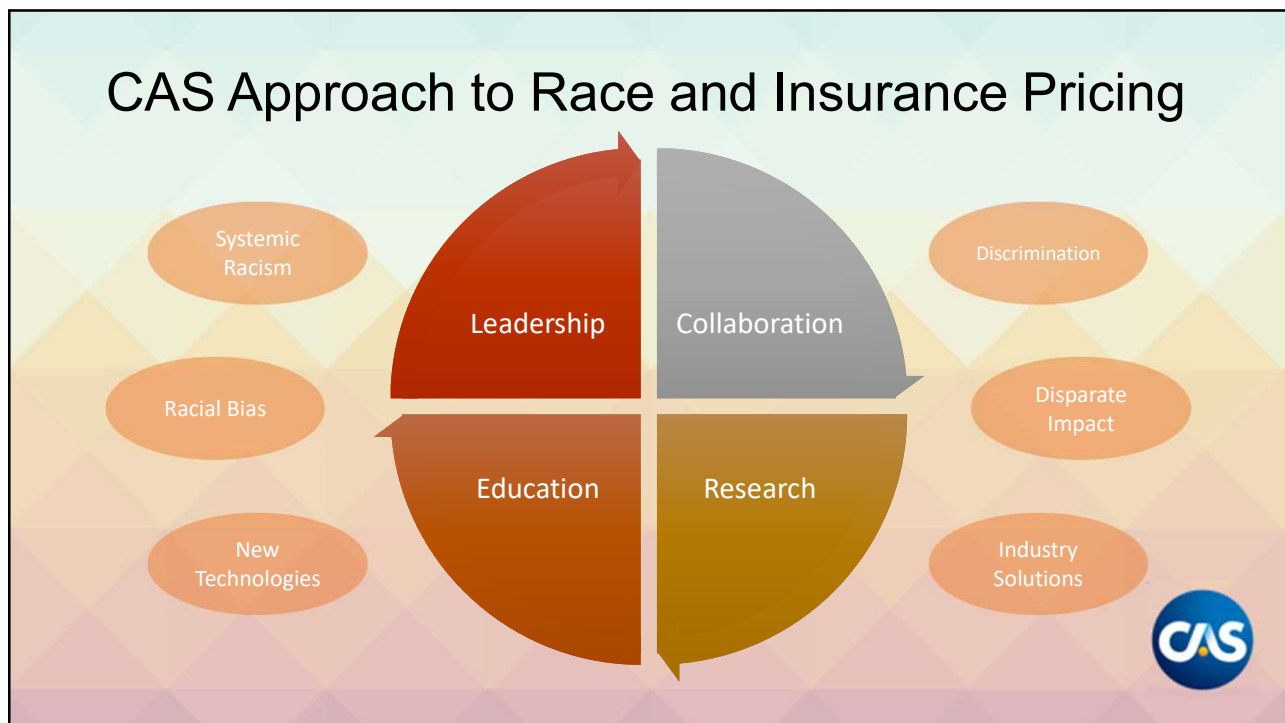 CAS Approach to Race and Insurance Pricing
Systemic
Racism
Racial Bias
New
Technologies
Leadership
Collaboration
Education
Research
Discrimination
Disparate
Impact
Industry
Solutions
CAS